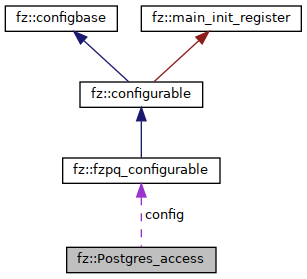 fz::configbase
fz::main_init_register
fz::configurable
fz::fzpq_configurable
config
fz::Postgres_access